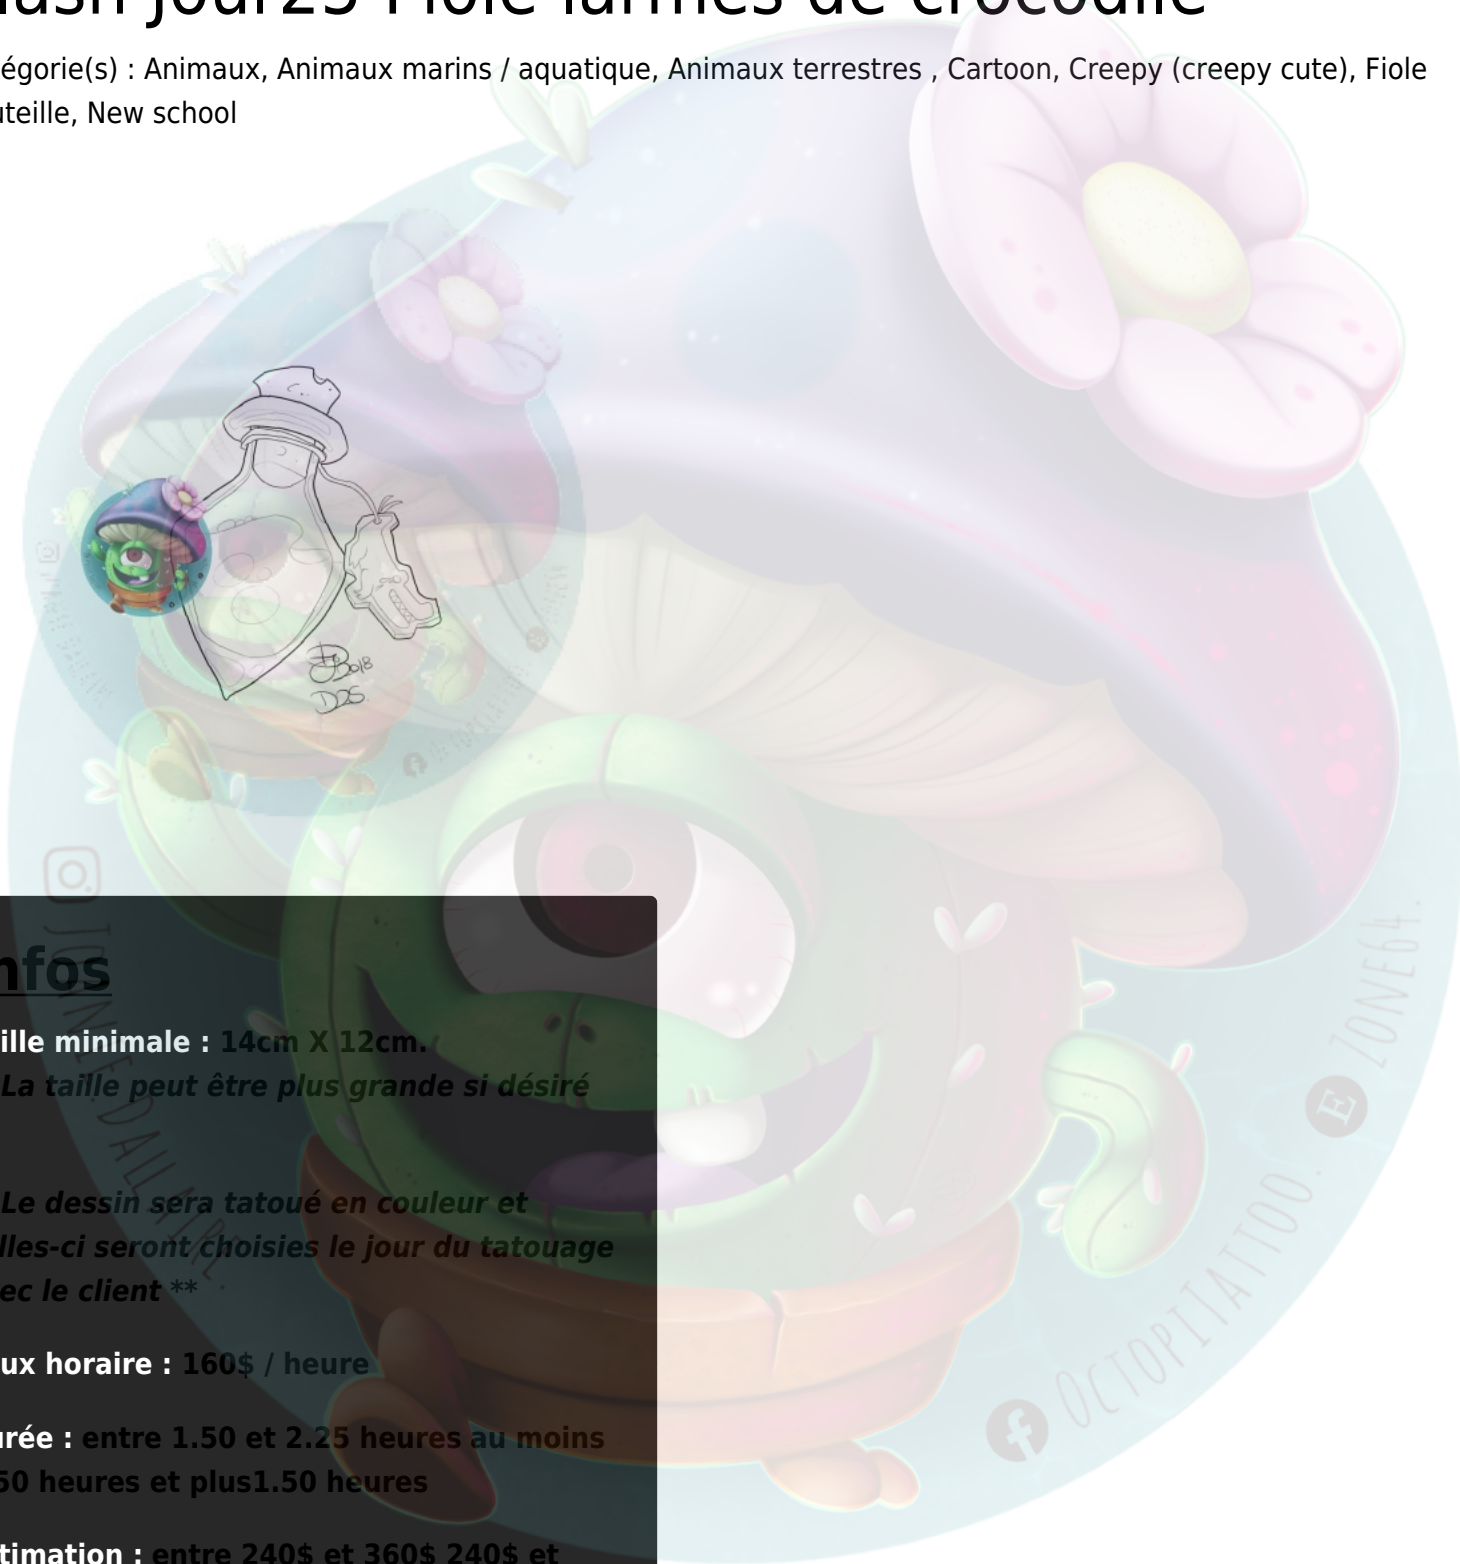 lash Jour25 Fiole larmes de crocodile
égorie(s) : Animaux, Animaux marins / aquatique, Animaux terrestres , Cartoon, Creepy (creepy cute), Fiole
uteille, New school
2018
D25.
nfos
ille minimale : 14cm X 12cm.
La taille peut être plus grande si désiré
Le dessin sera tatoué en couleur et
lles-ci seront choisies le jour du tatouage
ec le client **
ux horaire : 160$ / heure
urée : entre 1.50 et 2.25 heures au moins
50 heures et plus1.50 heures
timation : entre 240$ et 360$ 240$ et
OCTOPITATTOO.
ZONE64.